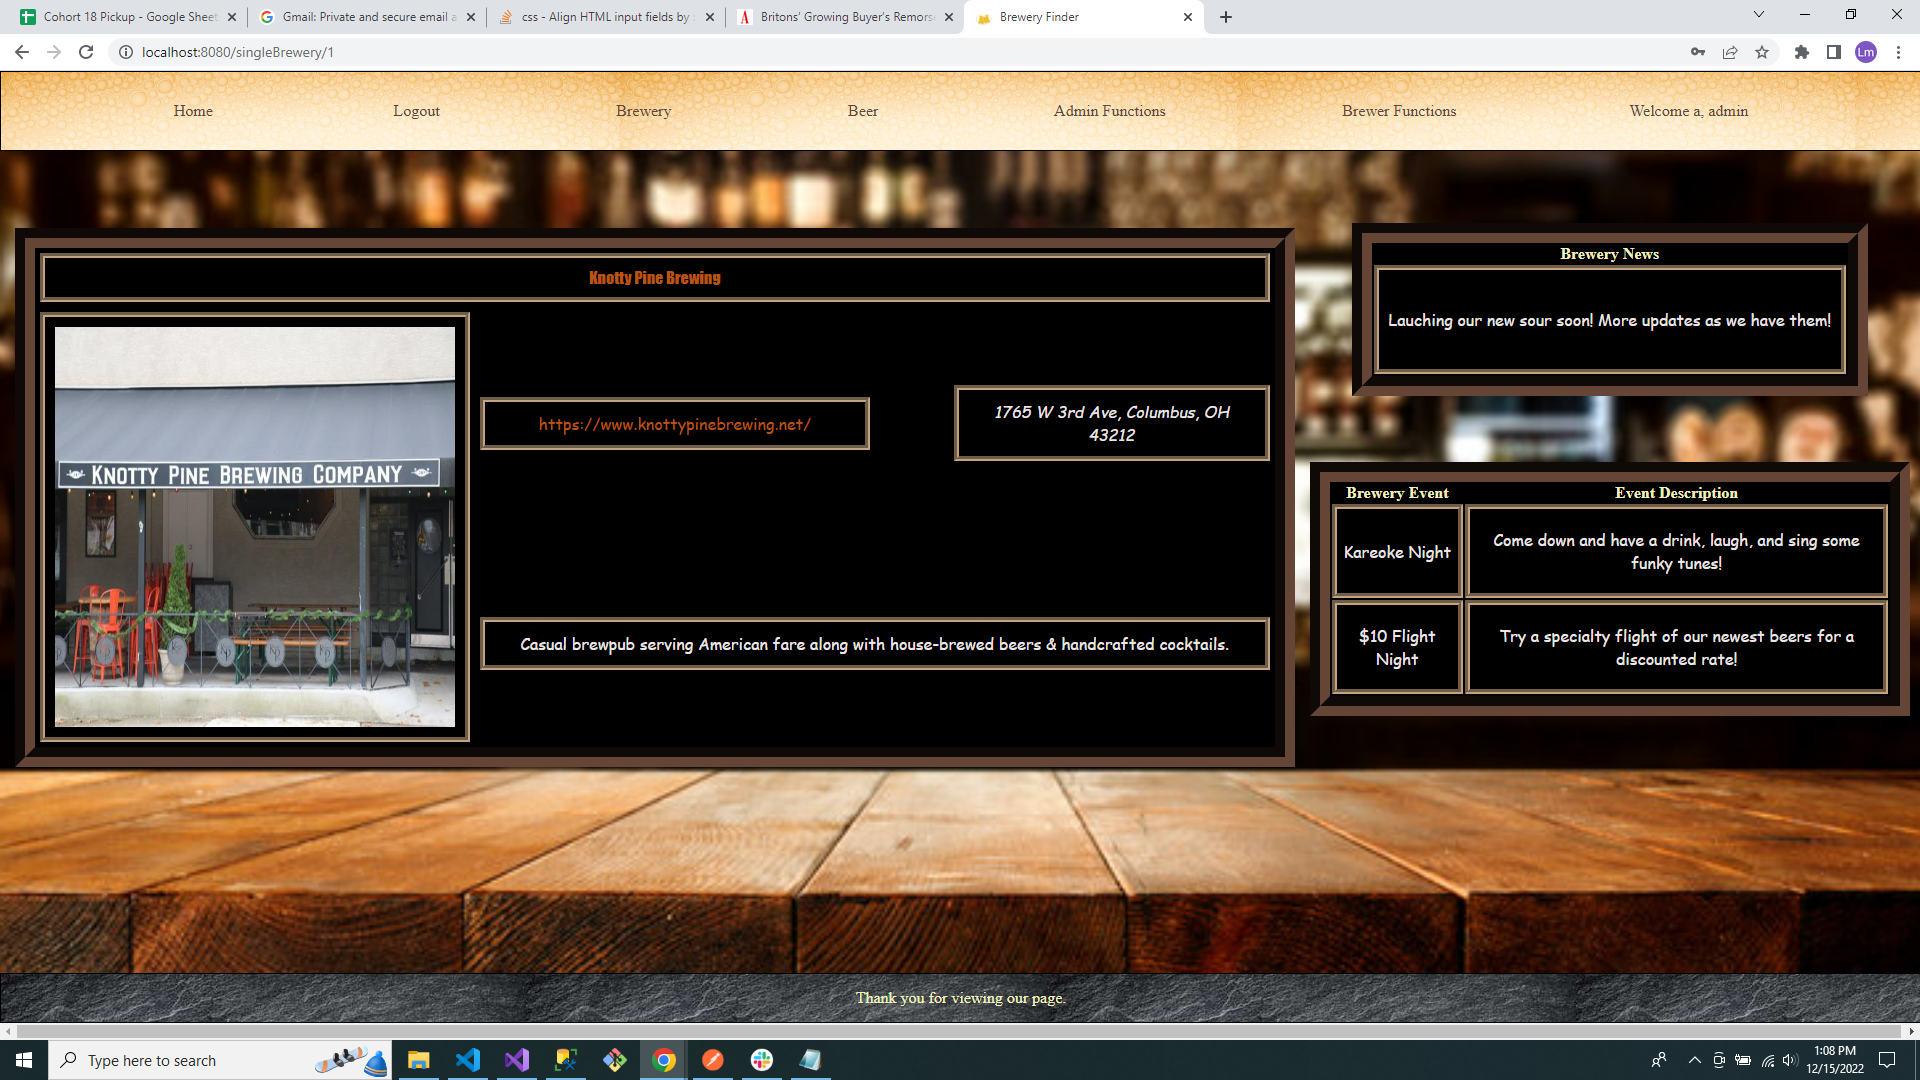 Cohort 18 Pickup - Google Sheet
Gmail: Private and secure email a
css - Align HTML input fields by :
Britons' Growing Buyer's Remors
Brewery Finder
localhost:8080/singleBrewery/1
Lm
Home
Logout
Brewery
Beer
Admin Functions
Brewer Functions
Welcome a, admin
Knotty Pine Brewing
KNOTTY PINE BREWING COMPANY
https://www.knottypinebrewing.net/
1765 W 3rd Ave, Columbus, OH
43212
Casual brewpub serving American fare along with house-brewed beers & handcrafted cocktails.
Brewery News
Lauching our new sour soon! More updates as we have them!
Brewery Event
Event Description
Kareoke Night
Come down and have a drink, laugh, and sing some
funky tunes!
$10 Flight
Night
Try a specialty flight of our newest beers for a
discounted rate!
Thank you for viewing our page.
Type here to search
1:08 PM
12/15/2022